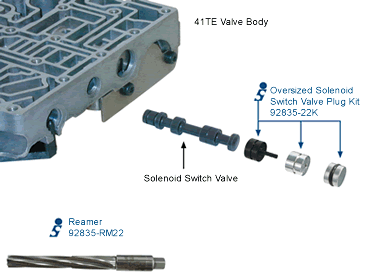 41TE Valve Body
Oversized Solenoid
Switch Valve Plug Kit
92835-22K
Solenoid Switch Valve
Reamer
92835-RM22